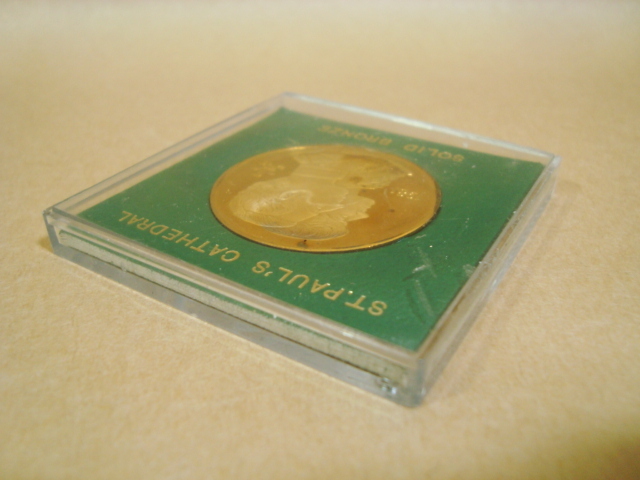 ST. PAUL'S CATHEDRAL
SOLID BRONZE